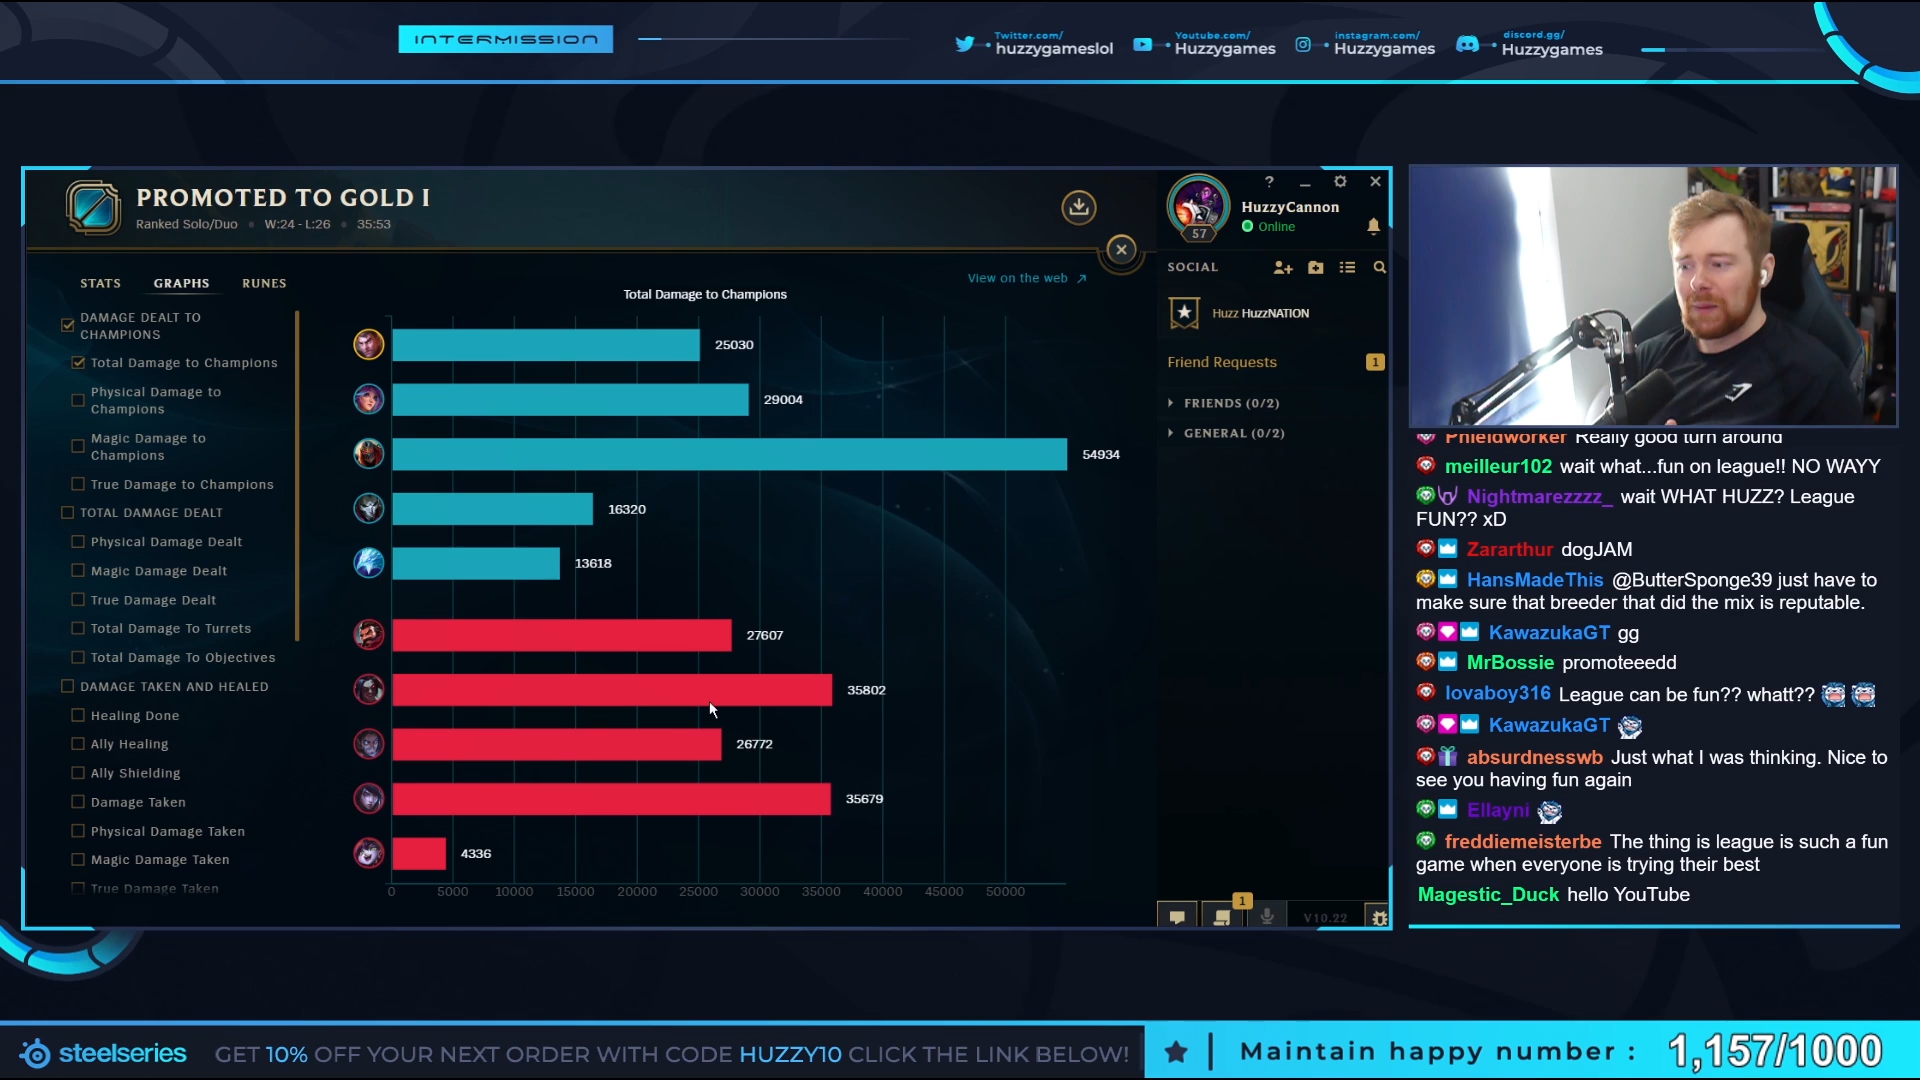 INTERMISSION
Twitter.com/
huzzygameslol
Youtube.com/
Huzzygames
instagram.com/
Huzzygames
discord.gg/
Huzzygames
PROMOTED TO GOLD I
Ranked Solo/Duo • W:24 - L:26 • 35:53
STATS
GRAPHS
RUNES
View on the web
DAMAGE DEALT TO
CHAMPIONS
Total Damage to Champions
Physical Damage to
Champions
Magic Damage to
Champions
True Damage to Champions
TOTAL DAMAGE DEALT
Physical Damage Dealt
Magic Damage Dealt
True Damage Dealt
Total Damage To Turrets
Total Damage To Objectives
DAMAGE TAKEN AND HEALED
Healing Done
Ally Healing
Ally Shielding
Damage Taken
Physical Damage Taken
Magic Damage Taken
True Damage Taken
Total Damage to Champions
25030
29004
54934
16320
13618
27607
35802
26772
35679
4336
0 5000 10000 15000 20000 25000 30000 35000 40000 45000 50000
?
HuzzyCannon
Online
57
SOCIAL
Huzz HuzzNATION
Friend Requests
1
FRIENDS (0/2)
GENERAL (0/2)
1
V10.22
Phieldworker Really good turn around
meilleur102 wait what...fun on league!! NO WAYY
Nightmarezzzz_ wait WHAT HUZZ? League
FUN?? xD
Zararthur dogJAM
HansMadeThis @ButterSponge39 just have to
make sure that breeder that did the mix is reputable.
KawazukaGT gg
MrBossie promoteeedd
lovaboy316 League can be fun?? whatt??
KawazukaGT
absurdnesswb Just what I was thinking. Nice to
see you having fun again
Ellayni
freddiemeisterbe The thing is league is such a fun
game when everyone is trying their best
Magestic_Duck hello YouTube
steelseries
GET 10% OFF YOUR NEXT ORDER WITH CODE HUZZY10 CLICK THE LINK BELOW!
Maintain happy number : 1,157/1000